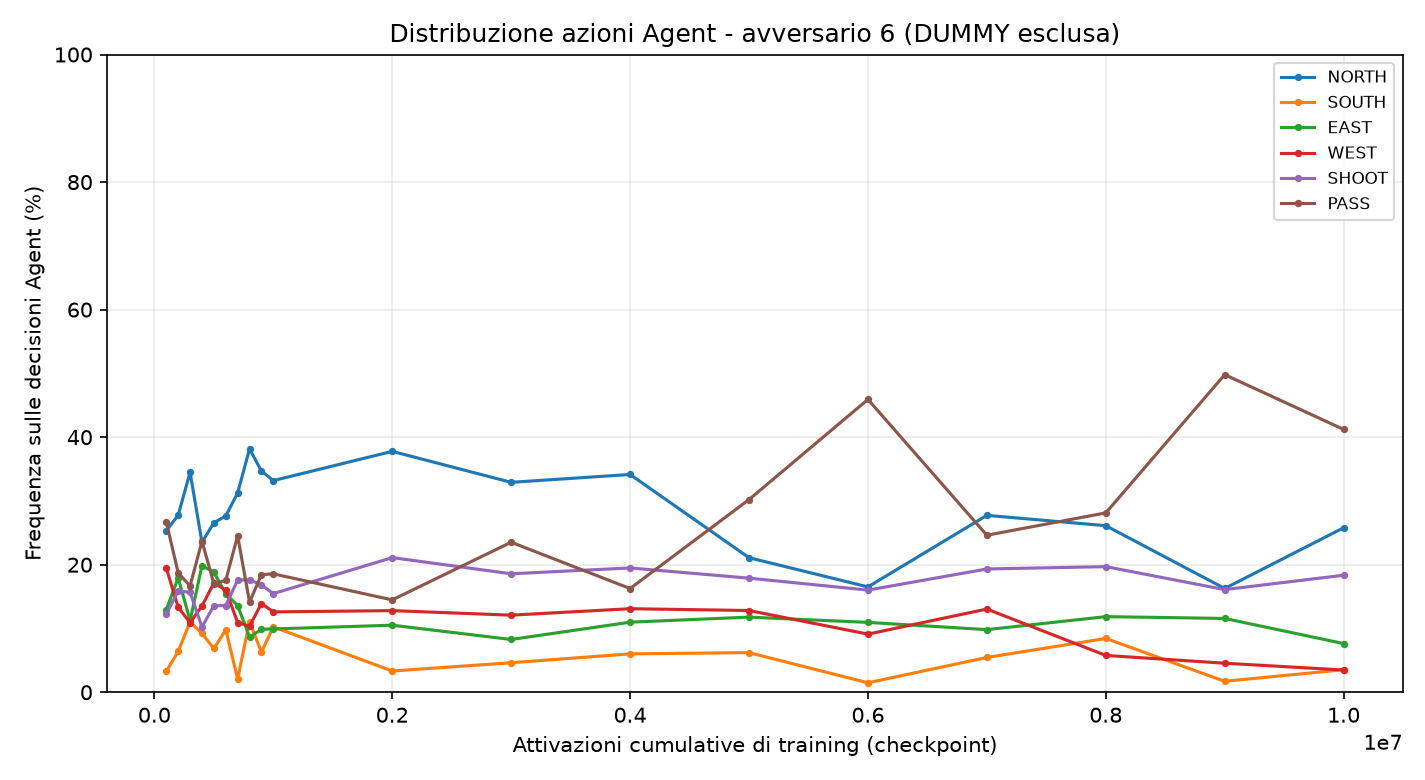 Distribuzione azioni Agent - avversario 6 (DUMMY esclusa)
100
80
60
40
20
0
Frequenza sulle decisioni Agent (%)
NORTH
SOUTH
EAST
WEST
SHOOT
PASS
0.0 0.2 0.4 0.6 0.8 1.0
1e7
Attivazioni cumulative di training (checkpoint)